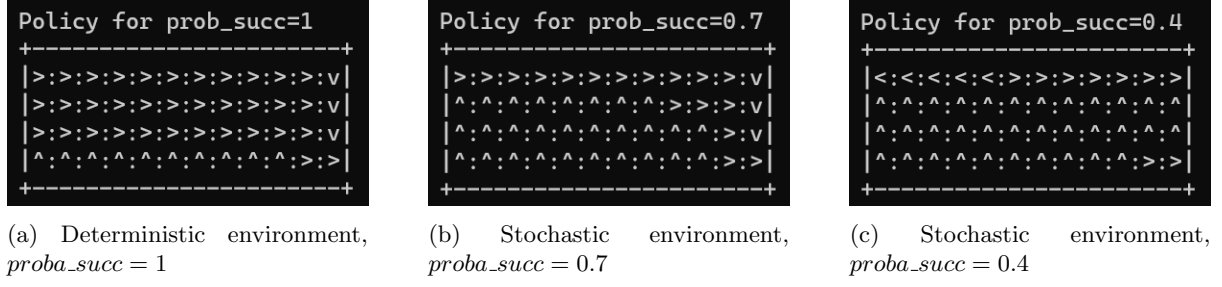 Policy for prob_succ=1
+-----------------------+
|>:>:>:>:>:>:>:>:>:>:>:v|
|>:>:>:>:>:>:>:>:>:>:>:v|
|>:>:>:>:>:>:>:>:>:>:>:v|
|^:^:^:^:^:^:^:^:^:^:>:>|
+-----------------------+
(a) Deterministic environment,
proba_succ = 1
Policy for prob_succ=0.7
+-----------------------+
|>:>:>:>:>:>:>:>:>:>:>:v|
|^:^:^:^:^:^:^:^:>:>:>:v|
|^:^:^:^:^:^:^:^:^:^:>:v|
|^:^:^:^:^:^:^:^:^:^:>:>|
+-----------------------+
(b) Stochastic environment,
proba_succ = 0.7
Policy for prob_succ=0.4
+-----------------------+
|<:<:<:<:<:>:>:>:>:>:>:>|
|^:^:^:^:^:^:^:^:^:^:^:^|
|^:^:^:^:^:^:^:^:^:^:^:^|
|^:^:^:^:^:^:^:^:^:^:>:>|
+-----------------------+
(c) Stochastic environment,
proba_succ = 0.4